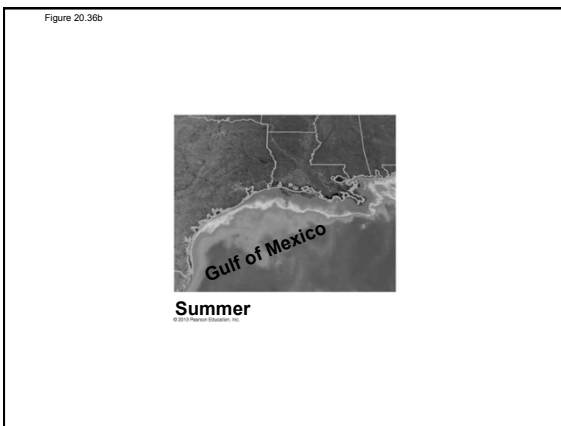 Figure 20.36b
Gulf of Mexico
Summer
© 2013 Pearson Education, Inc.